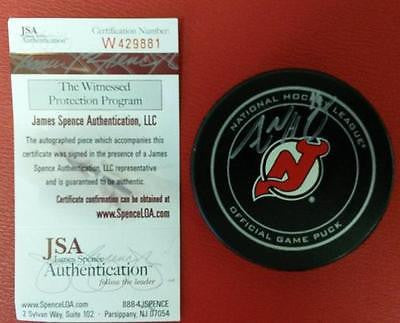 JSA
Authentication
Certification Number
W429881
The Witnessed
Protection Program
James Spence Authentication, LLC
The autographed piece which accompanies this
certificate was signed in the presence of a James
Spence Authentication, LLC representative
and is guaranteed to be authentic.
Certificate confirmation can be obtained at
www.SpenceLOA.com
JSA
James Spence
Authentication
follow the leader
www.SpenceLOA.com 888-4JSPENCE
2 Sylvan Way, Suite 102 • Parsippany, NJ 07054
NATIONAL HOCKEY LEAGUE
NJ
OFFICIAL GAME PUCK